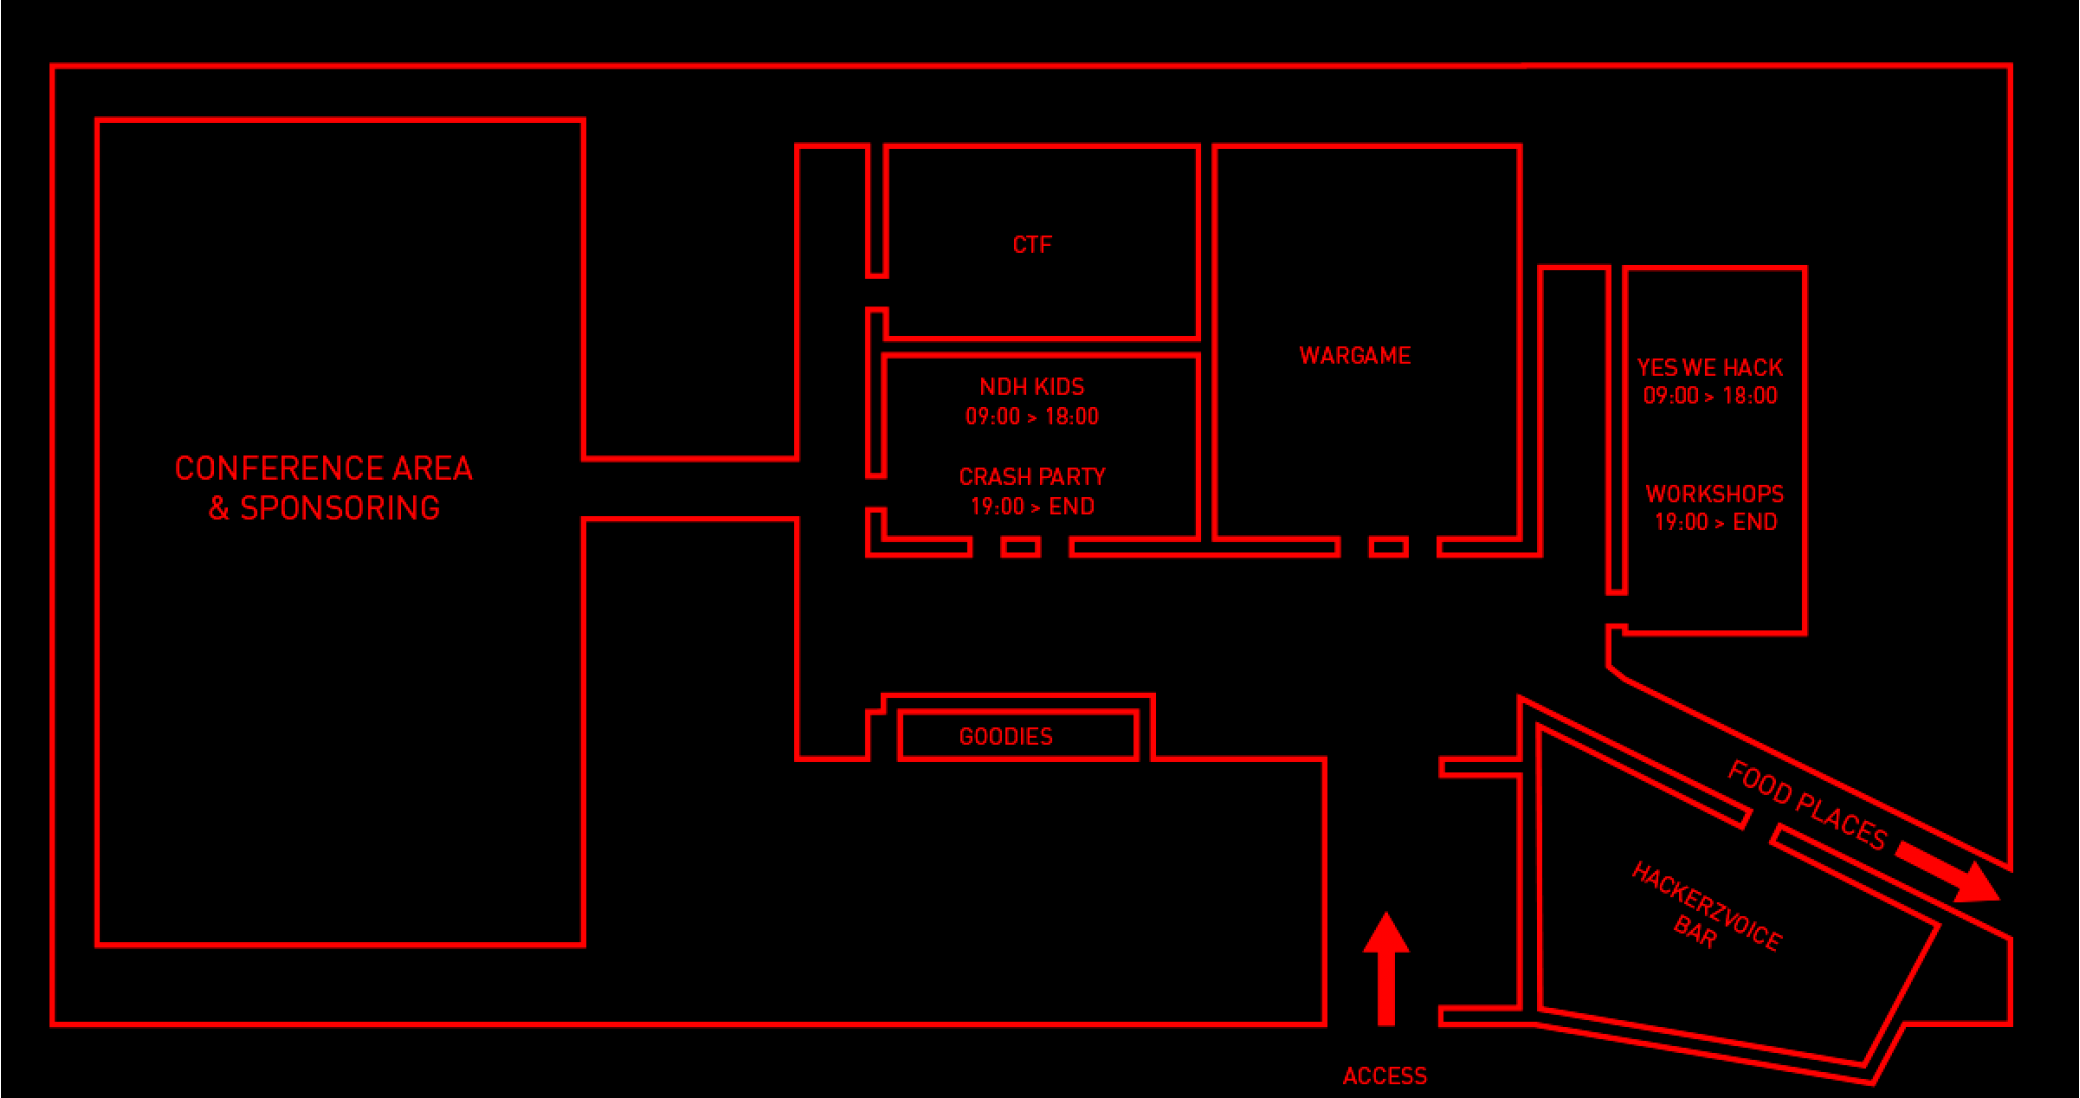 CTF
WARGAME
NDH KIDS
09:00 > 18:00
CRASH PARTY
19:00 > END
YES WE HACK
09:00 > 18:00
WORKSHOPS
19:00 > END
CONFERENCE AREA
& SPONSORING
GOODIES
FOOD PLACES
HACKERZVOICE
BAR
ACCESS